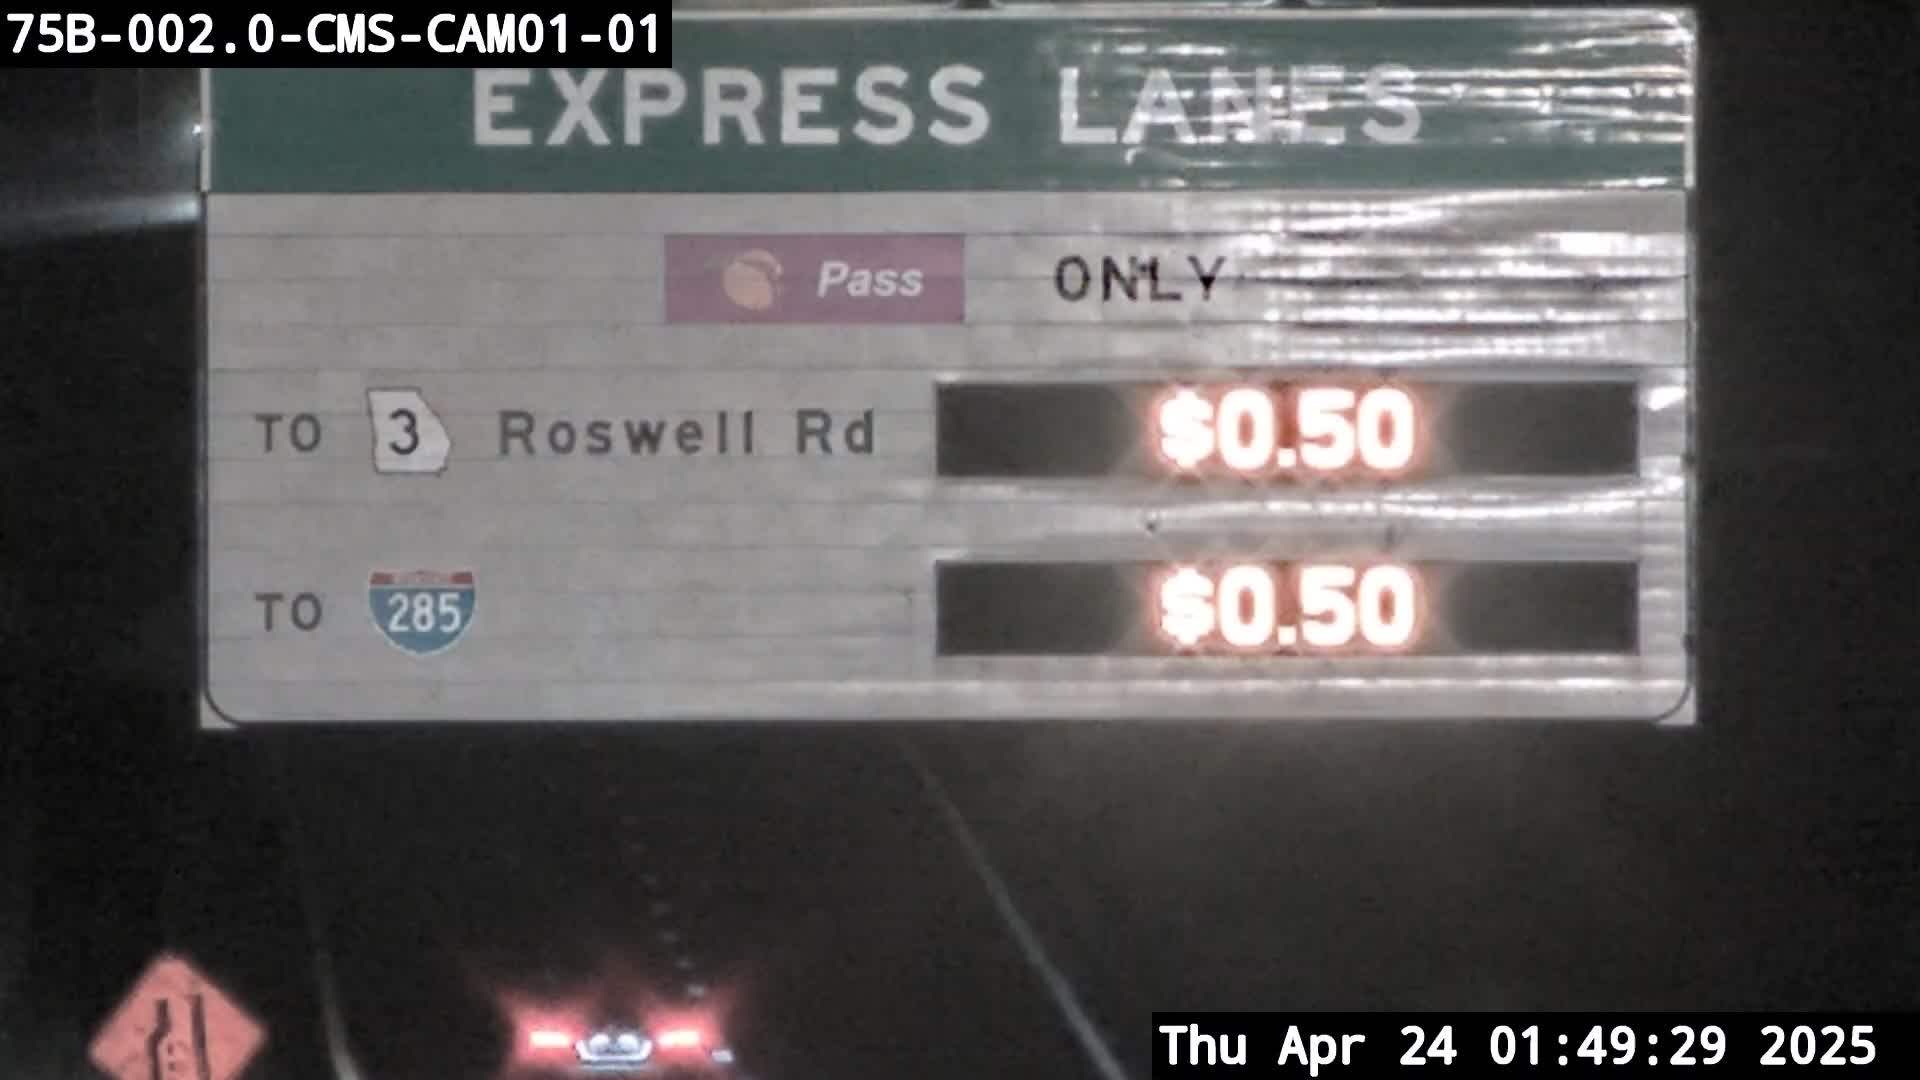 75B-002.0-CMS-CAM01-01
EXPRESS LANES
Pass ONLY
TO 3 Roswell Rd $0.50
TO 285 $0.50
Thu Apr 24 01:49:29 2025